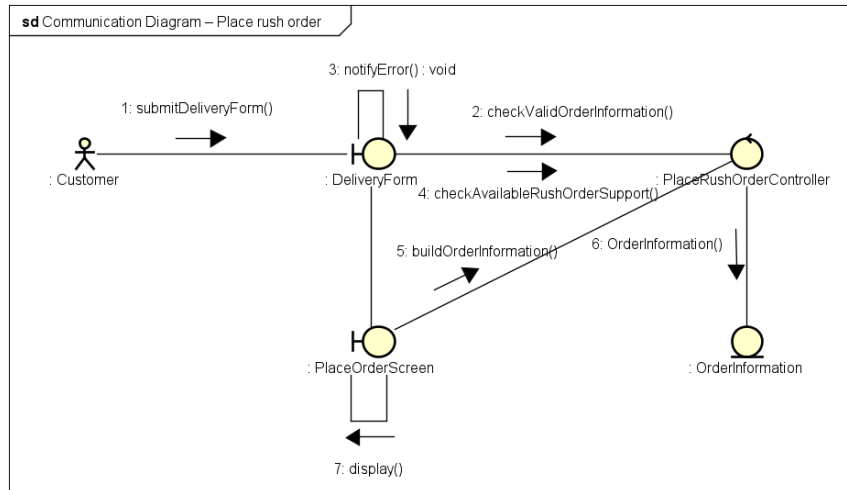 sd Communication Diagram – Place rush order
3: notifyError() : void
1: submitDeliveryForm()
2: checkValidOrderInformation()
: Customer
: DeliveryForm
: PlaceRushOrderController
4: checkAvailableRushOrderSupport()
5: buildOrderInformation()
6: OrderInformation()
: PlaceOrderScreen
: OrderInformation
7: display()